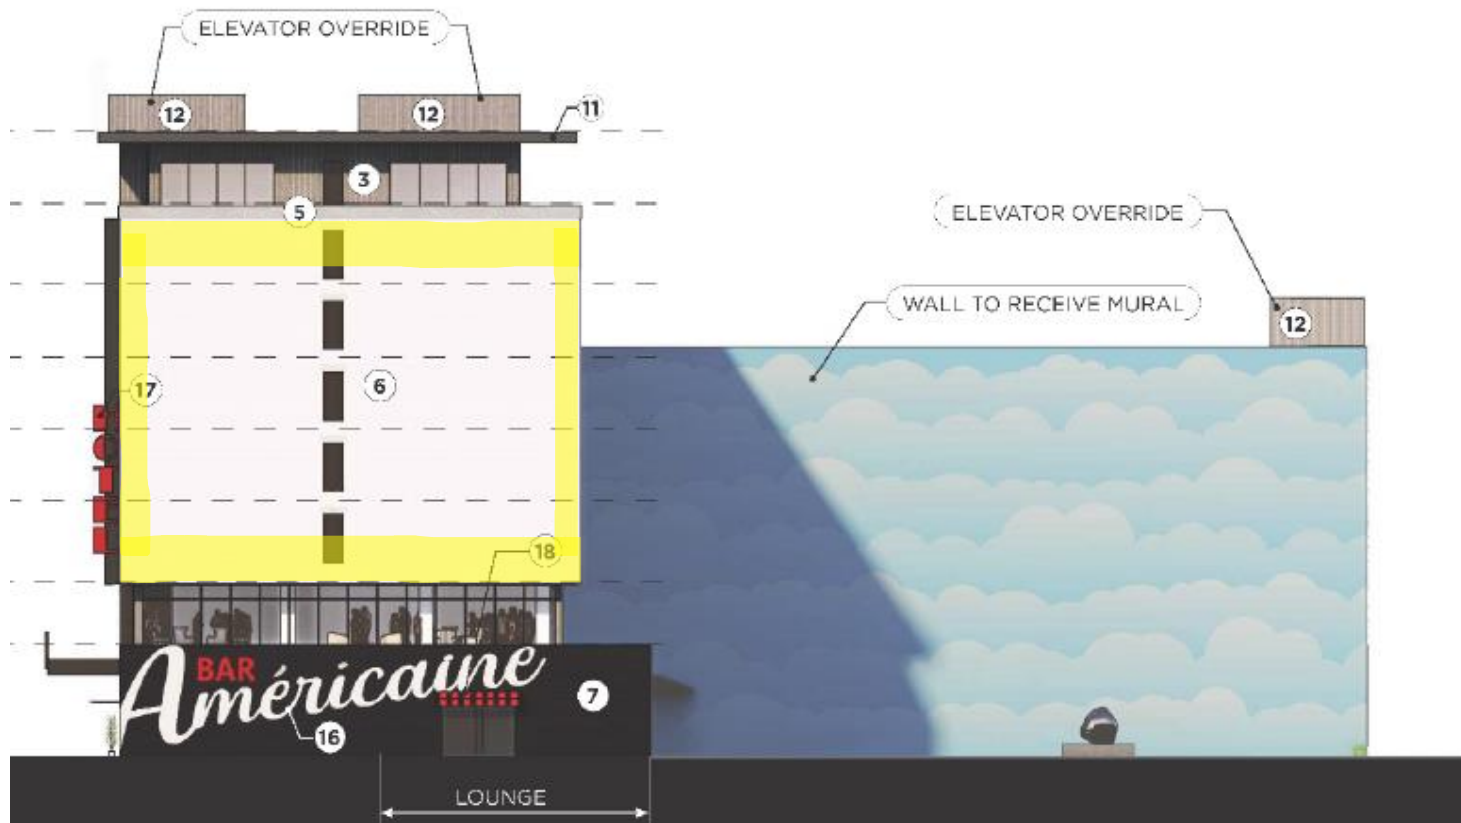 ELEVATOR OVERRIDE
12
12
11
3
5
ELEVATOR OVERRIDE
WALL TO RECEIVE MURAL
12
6
17
18
BAR
Américaine
7
16
LOUNGE